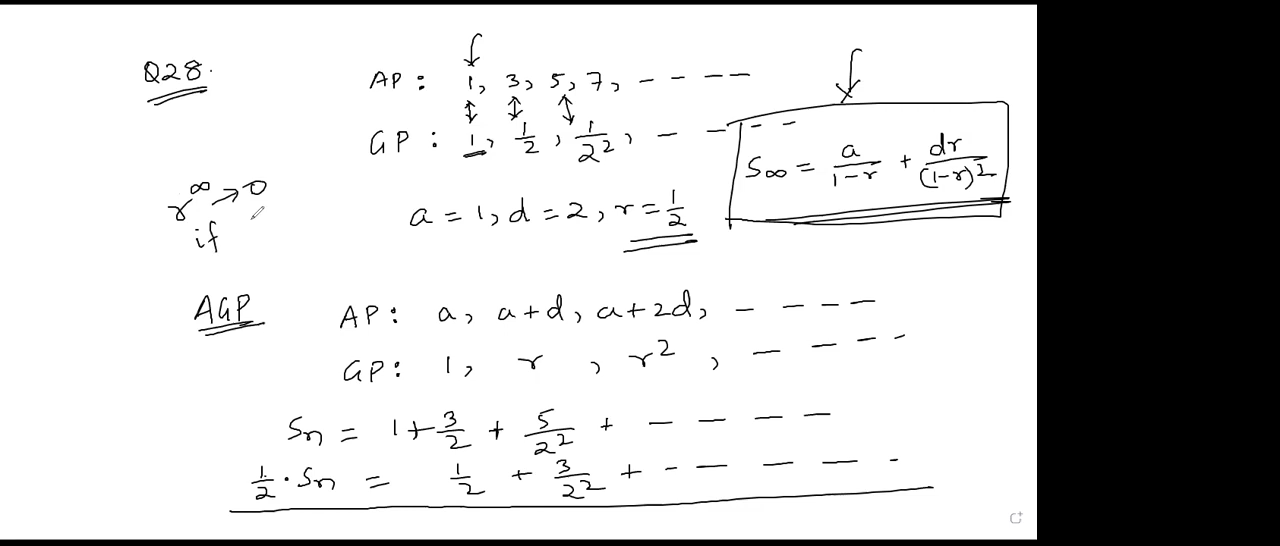 Q28.
AP: 1, 3, 5, 7, - - - -
GP: 1, 1/2, 1/2², - - - -
S∞ = a/(1-r) + dr/(1-r)²
r^∞ → 0
if
a = 1, d = 2, r = 1/2
AGP
AP: a, a+d, a+2d, - - - -
GP: 1, r, r², - - - -
Sn = 1 + 3/2 + 5/2² + - - - -
1/2 · Sn = 1/2 + 3/2² + - - - - -